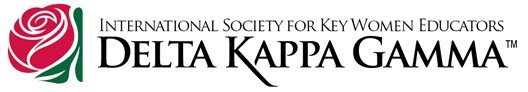 International Society for Key Women Educators
Delta Kappa Gamma™